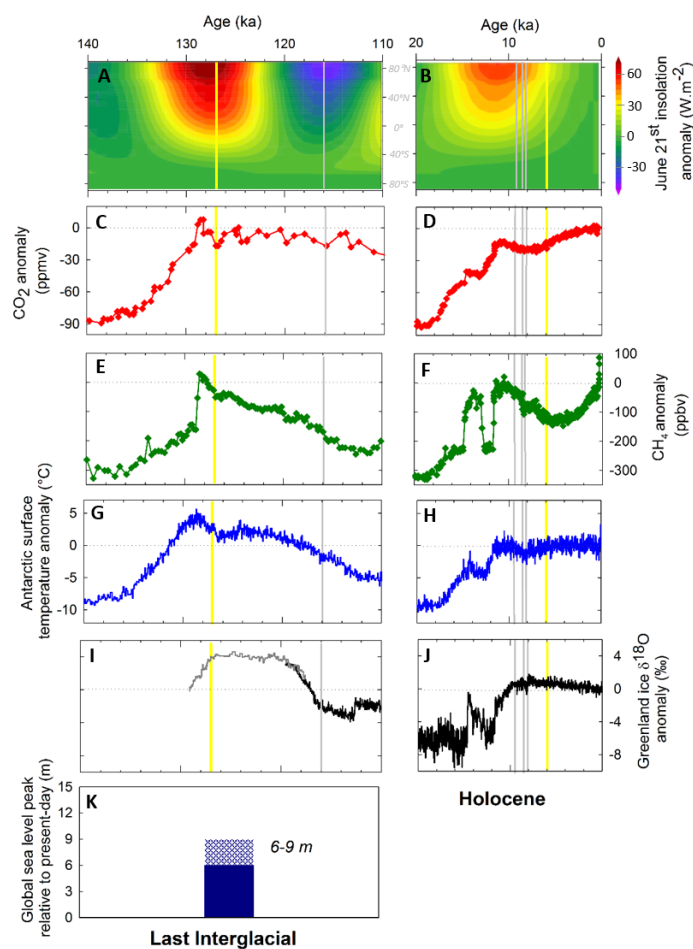 Age (ka)
Age (ka)
140 130 120 110
20 10 0
A
80°N
40°N
0°
40°S
80°S
B
60
30
0
-30
June 21st insolation
anomaly (W.m-2)
C
0
-30
-60
-90
CO2 anomaly
(ppmv)
D
E
F
100
0
-100
-200
-300
CH4 anomaly
(ppbv)
G
5
0
-5
-10
Antarctic surface
temperature anomaly (°C)
H
I
J
4
0
-4
-8
Greenland ice δ18O
anomaly (‰)
K
15
12
9
6
3
0
Global sea level peak
relative to present-day (m)
6-9 m
Holocene
Last Interglacial